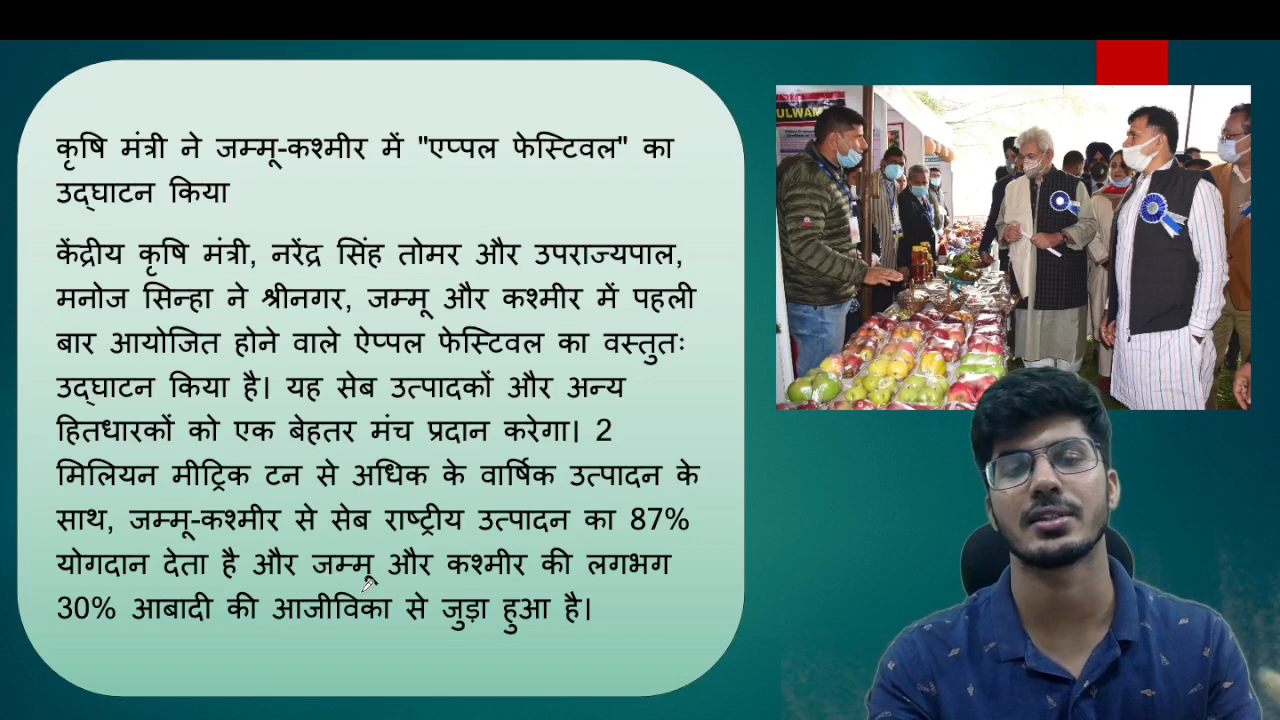 कृषि मंत्री ने जम्मू-कश्मीर में "एप्पल फेस्टिवल" का
उद्घाटन किया
केंद्रीय कृषि मंत्री, नरेंद्र सिंह तोमर और उपराज्यपाल,
मनोज सिन्हा ने श्रीनगर, जम्मू और कश्मीर में पहली
बार आयोजित होने वाले ऐप्पल फेस्टिवल का वस्तुतः
उद्घाटन किया है। यह सेब उत्पादकों और अन्य
हितधारकों को एक बेहतर मंच प्रदान करेगा। 2
मिलियन मीट्रिक टन से अधिक के वार्षिक उत्पादन के
साथ, जम्मू-कश्मीर से सेब राष्ट्रीय उत्पादन का 87%
योगदान देता है और जम्मू और कश्मीर की लगभग
30% आबादी की आजीविका से जुड़ा हुआ है।
ULWAM